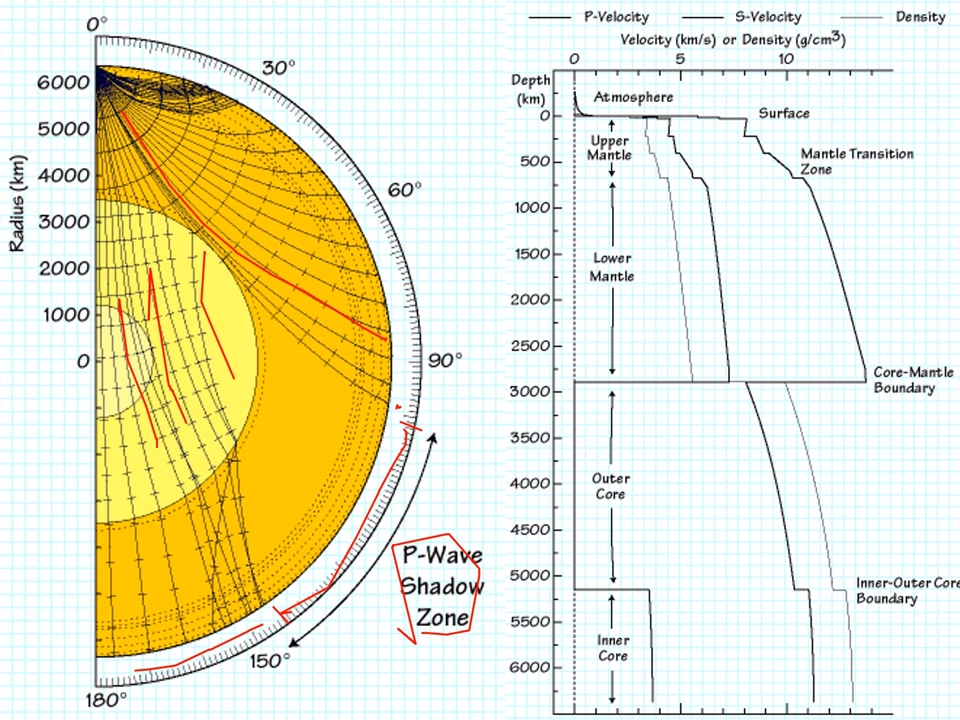 0°
30°
60°
90°
150°
180°
Radius (km)
6000
5000
4000
3000
2000
1000
0
P-Wave
Shadow
Zone
P-Velocity S-Velocity Density
Velocity (km/s) or Density (g/cm3)
0 5 10
Depth
(km)
0
500
1000
1500
2000
2500
3000
3500
4000
4500
5000
5500
6000
Atmosphere
Surface
Upper
Mantle
Mantle Transition
Zone
Lower
Mantle
Core-Mantle
Boundary
Outer
Core
Inner-Outer Core
Boundary
Inner
Core